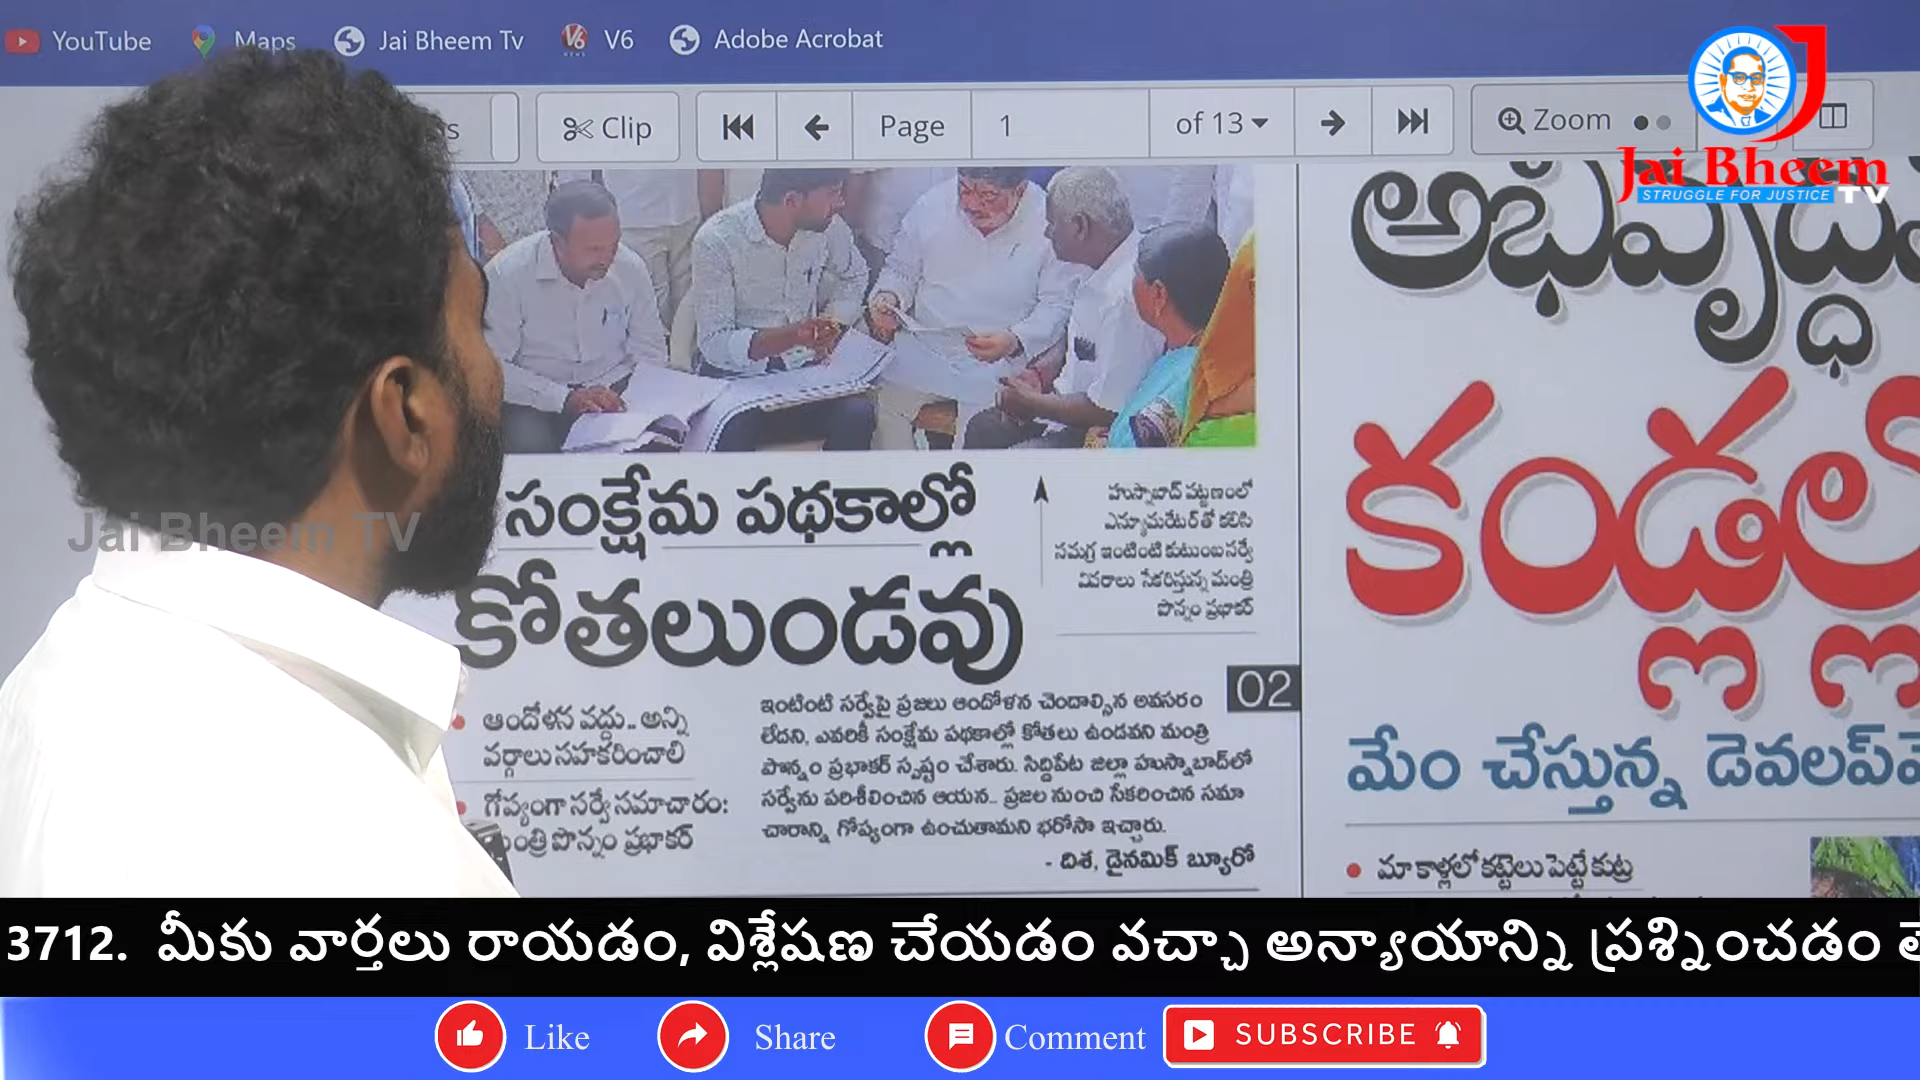 YouTube Maps Jai Bheem Tv V6 Adobe Acrobat
Clip Page 1 of 13 Zoom
Jai Bheem TV
STRUGGLE FOR JUSTICE
Jai Bheem TV
సంక్షేమ పథకాల్లో
కోతలుండవు
హుస్నాబాద్ పట్టణంలో
ఎన్యూమరేటర్‌తో కలిసి
సమగ్ర ఇంటింటి కుటుంబ సర్వే
వివరాలు సేకరిస్తున్న మంత్రి
పొన్నం ప్రభాకర్
ఆందోళన వద్దు.. అన్ని
వర్గాలు సహకరించాలి
గోప్యంగా సర్వే సమాచారం:
మంత్రి పొన్నం ప్రభాకర్
ఇంటింటి సర్వేపై ప్రజలు ఆందోళన చెందాల్సిన అవసరం
లేదని, ఎవరికీ సంక్షేమ పథకాల్లో కోతలు ఉండవని మంత్రి
పొన్నం ప్రభాకర్ స్పష్టం చేశారు. సిద్దిపేట జిల్లా హుస్నాబాద్‌లో
సర్వేను పరిశీలించిన ఆయన.. ప్రజల నుంచి సేకరించిన సమా
చారాన్ని గోప్యంగా ఉంచుతామని భరోసా ఇచ్చారు.
- దిశ, డైనమిక్ బ్యూరో
02
మేం చేస్తున్న
మా కాళ్లలో కట్టెలు పెట్టే కుట్ర
3712. మీకు వార్తలు రాయడం, విశ్లేషణ చేయడం వచ్చా అన్యాయాన్ని ప్రశ్నించడం
Like Share Comment SUBSCRIBE